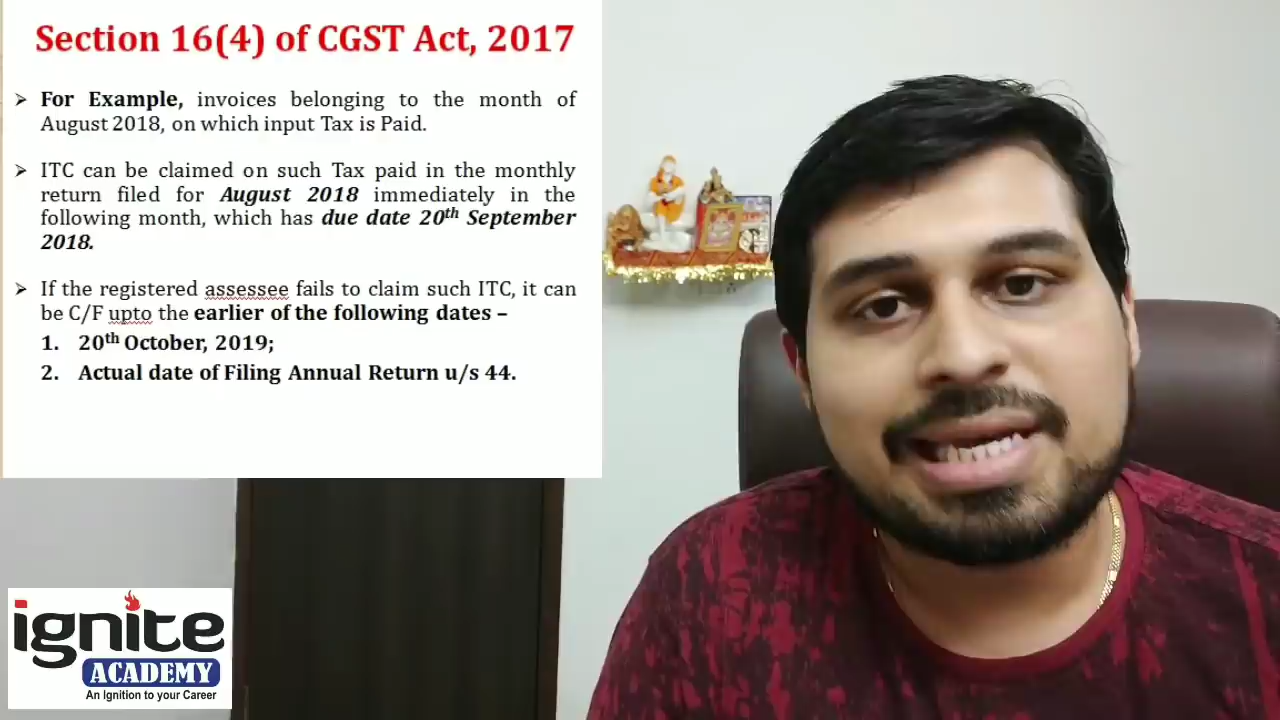 Section 16(4) of CGST Act, 2017
➢ For Example, invoices belonging to the month of
August 2018, on which input Tax is Paid.
➢ ITC can be claimed on such Tax paid in the monthly
return filed for August 2018 immediately in the
following month, which has due date 20th September
2018.
➢ If the registered assessee fails to claim such ITC, it can
be C/F upto the earlier of the following dates –
1. 20th October, 2019;
2. Actual date of Filing Annual Return u/s 44.
ignite
ACADEMY
An Ignition to your Career